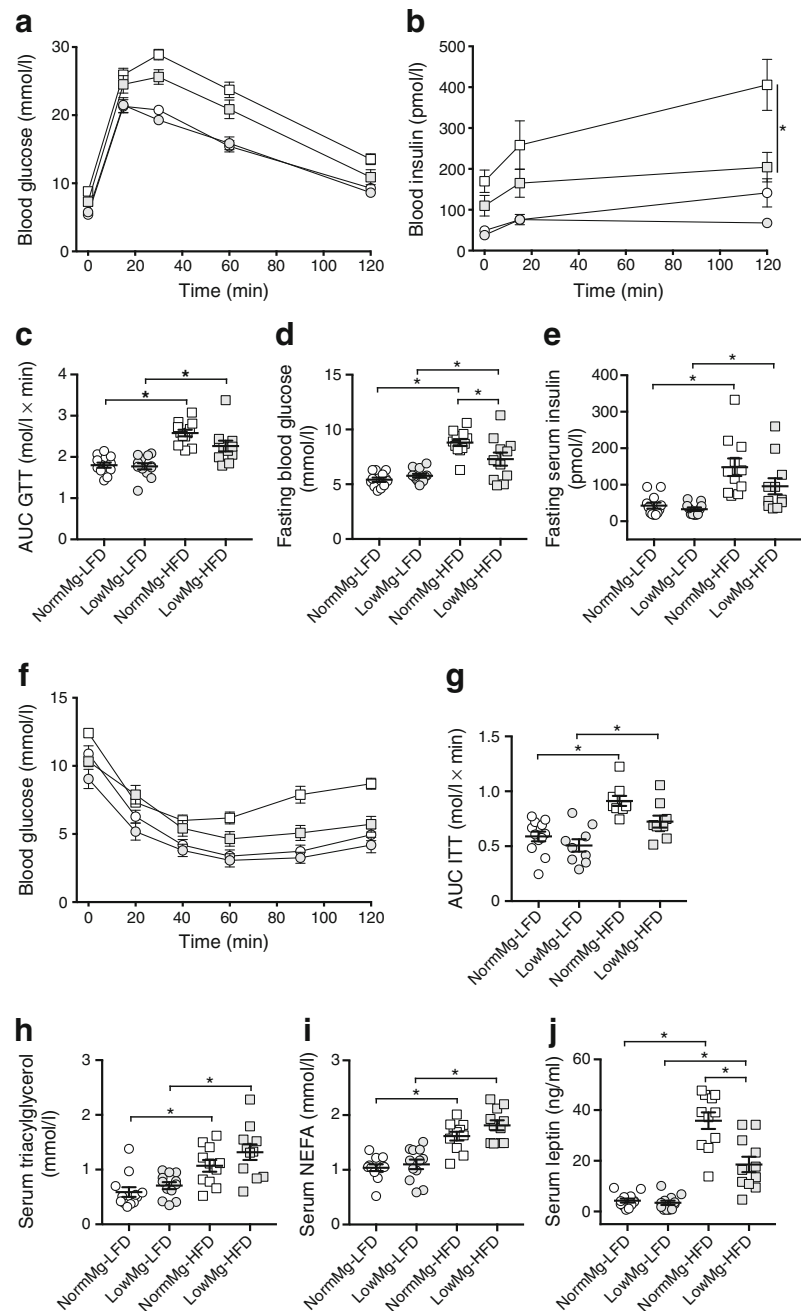 a
Blood glucose (mmol/l)
30
20
10
0
0 20 40 60 80 100 120
Time (min)
b
Blood insulin (pmol/l)
500
400
300
200
100
0
0 20 40 60 80 100 120
Time (min)
*
c
AUC GTT (mol/l × min)
4
3
2
1
0
*
*
NormMg-LFD
LowMg-LFD
NormMg-HFD
LowMg-HFD
d
Fasting blood glucose
(mmol/l)
15
10
5
0
*
*
*
NormMg-LFD
LowMg-LFD
NormMg-HFD
LowMg-HFD
e
Fasting serum insulin
(pmol/l)
400
300
200
100
0
*
*
NormMg-LFD
LowMg-LFD
NormMg-HFD
LowMg-HFD
f
Blood glucose (mmol/l)
15
10
5
0
0 20 40 60 80 100 120
Time (min)
g
AUC ITT (mol/l × min)
1.5
1.0
0.5
0
*
*
NormMg-LFD
LowMg-LFD
NormMg-HFD
LowMg-HFD
h
Serum triacylglycerol
(mmol/l)
3
2
1
0
*
*
NormMg-LFD
LowMg-LFD
NormMg-HFD
LowMg-HFD
i
Serum NEFA (mmol/l)
3
2
1
0
*
*
NormMg-LFD
LowMg-LFD
NormMg-HFD
LowMg-HFD
j
Serum leptin (ng/ml)
60
40
20
0
*
*
*
NormMg-LFD
LowMg-LFD
NormMg-HFD
LowMg-HFD